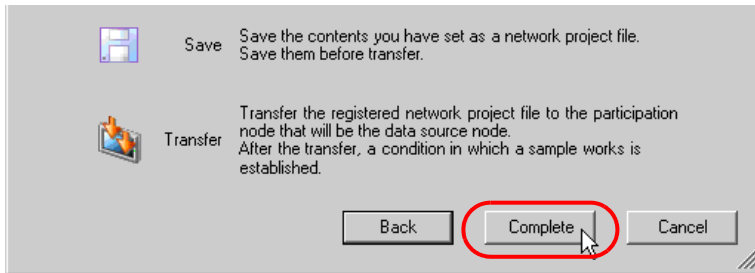 Save
Save the contents you have set as a network project file.
Save them before transfer.
Transfer
Transfer the registered network project file to the participation
node that will be the data source node.
After the transfer, a condition in which a sample works is
established.
Back
Complete
Cancel